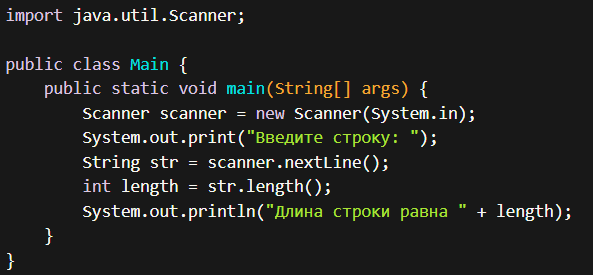 import java.util.Scanner;
public class Main {
    public static void main(String[] args) {
        Scanner scanner = new Scanner(System.in);
        System.out.print("Введите строку: ");
        String str = scanner.nextLine();
        int length = str.length();
        System.out.println("Длина строки равна " + length);
    }
}